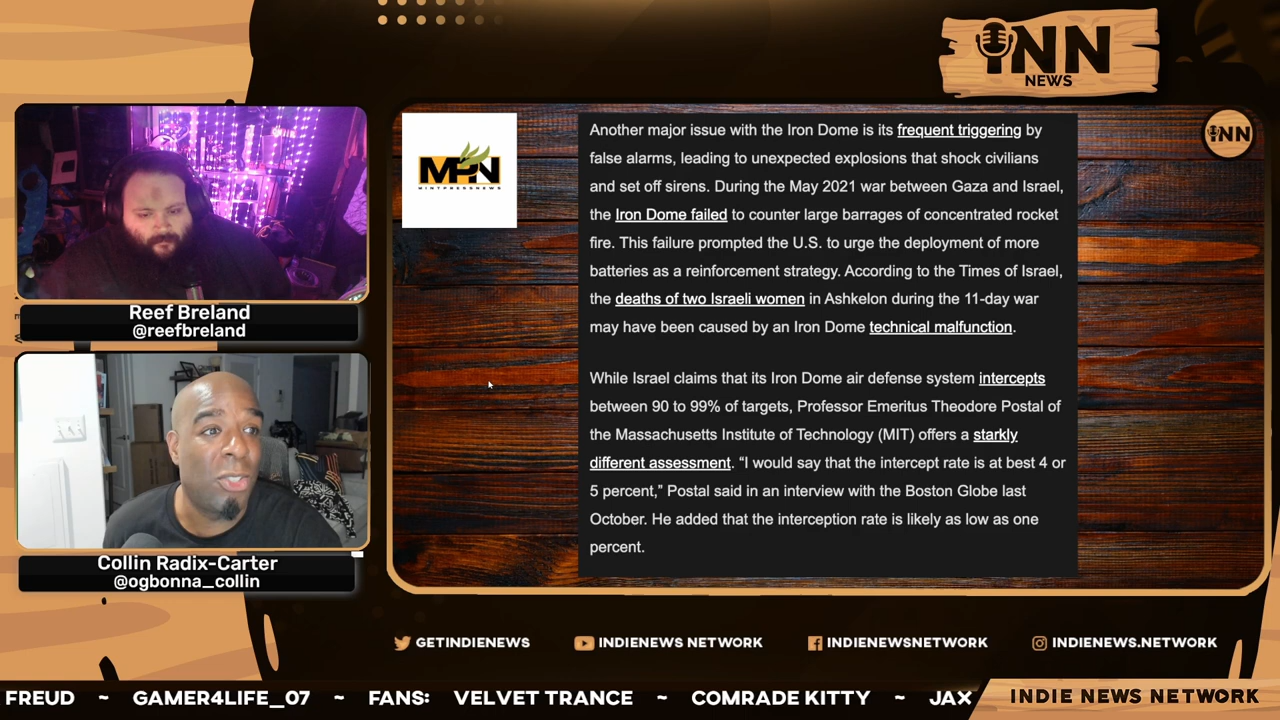 INN
NEWS
INN
MPN
MINTPRESSNEWS
Another major issue with the Iron Dome is its frequent triggering by
false alarms, leading to unexpected explosions that shock civilians
and set off sirens. During the May 2021 war between Gaza and Israel,
the Iron Dome failed to counter large barrages of concentrated rocket
fire. This failure prompted the U.S. to urge the deployment of more
batteries as a reinforcement strategy. According to the Times of Israel,
the deaths of two Israeli women in Ashkelon during the 11-day war
may have been caused by an Iron Dome technical malfunction.
While Israel claims that its Iron Dome air defense system intercepts
between 90 to 99% of targets, Professor Emeritus Theodore Postal of
the Massachusetts Institute of Technology (MIT) offers a starkly
different assessment. “I would say that the intercept rate is at best 4 or
5 percent,” Postal said in an interview with the Boston Globe last
October. He added that the interception rate is likely as low as one
percent.
Reef Breland
@reefbreland
Collin Radix-Carter
@ogbonna_collin
GETINDIENEWS
INDIENEWS NETWORK
INDIENEWSNETWORK
INDIENEWS.NETWORK
FREUD ~ GAMER4LIFE_07 ~ FANS: VELVET TRANCE ~ COMRADE KITTY ~ JAX
INDIE NEWS NETWORK